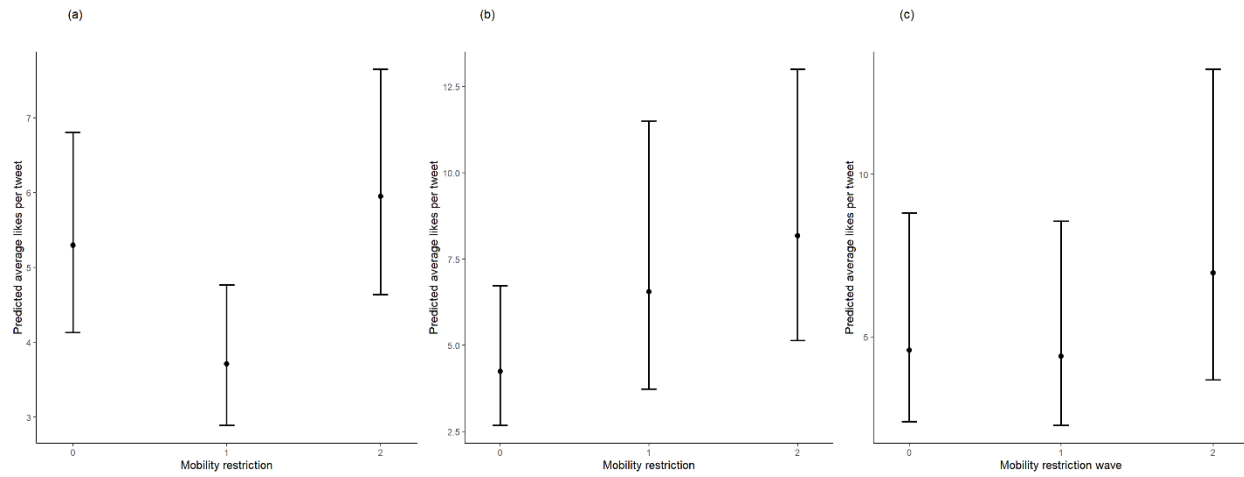 (a)
Predicted average likes per tweet
7
6
5
4
3
0 1 2
Mobility restriction
(b)
Predicted average likes per tweet
12.5
10.0
7.5
5.0
2.5
0 1 2
Mobility restriction
(c)
Predicted average likes per tweet
10
5
0 1 2
Mobility restriction wave